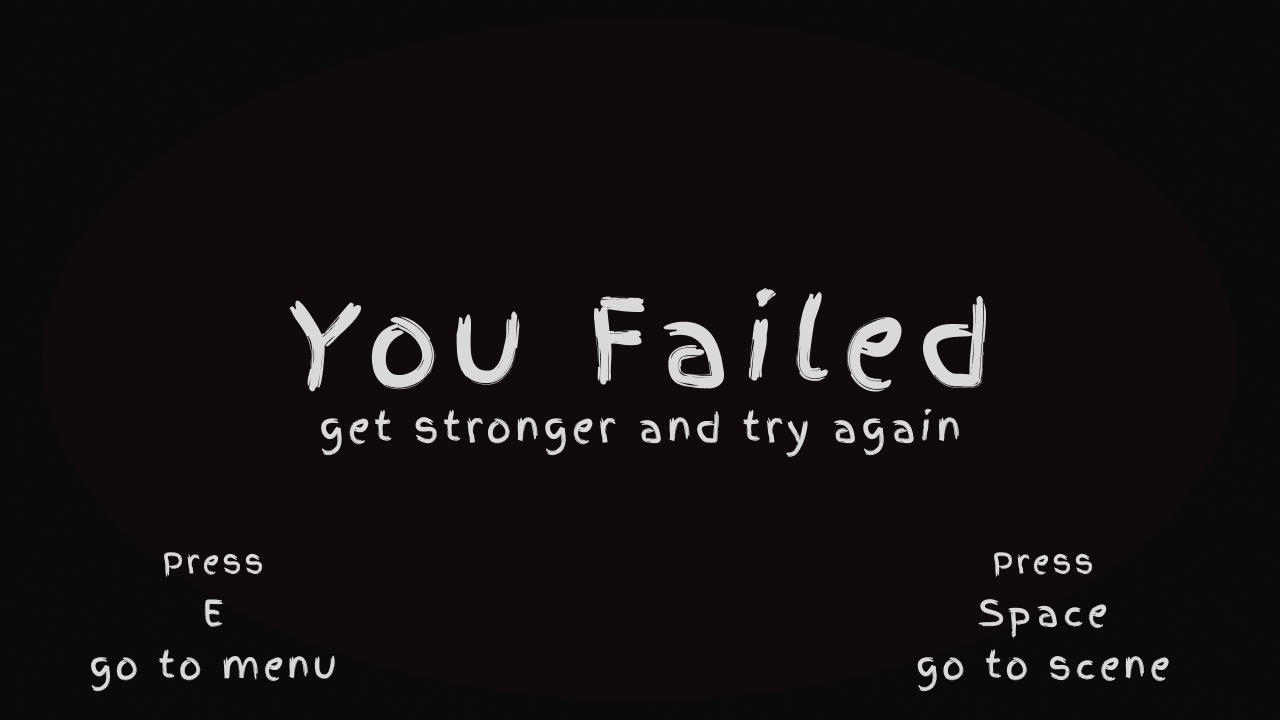 You Failed
get stronger and try again
Press
E
go to menu
Press
Space
go to scene